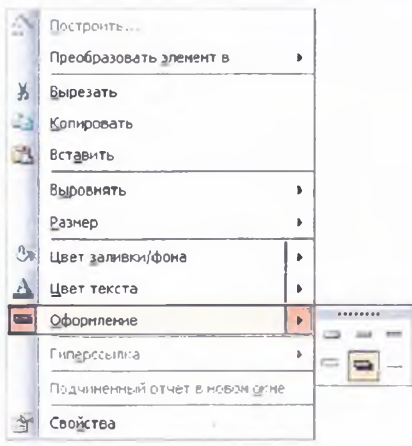 Построить...
Преобразовать элемент в
Вырезать
Копировать
Вставить
Выровнять
Размер
Цвет заливки/фона
Цвет текста
Оформление
Гиперссылка
Подчиненный отчет в новом окне
Свойства